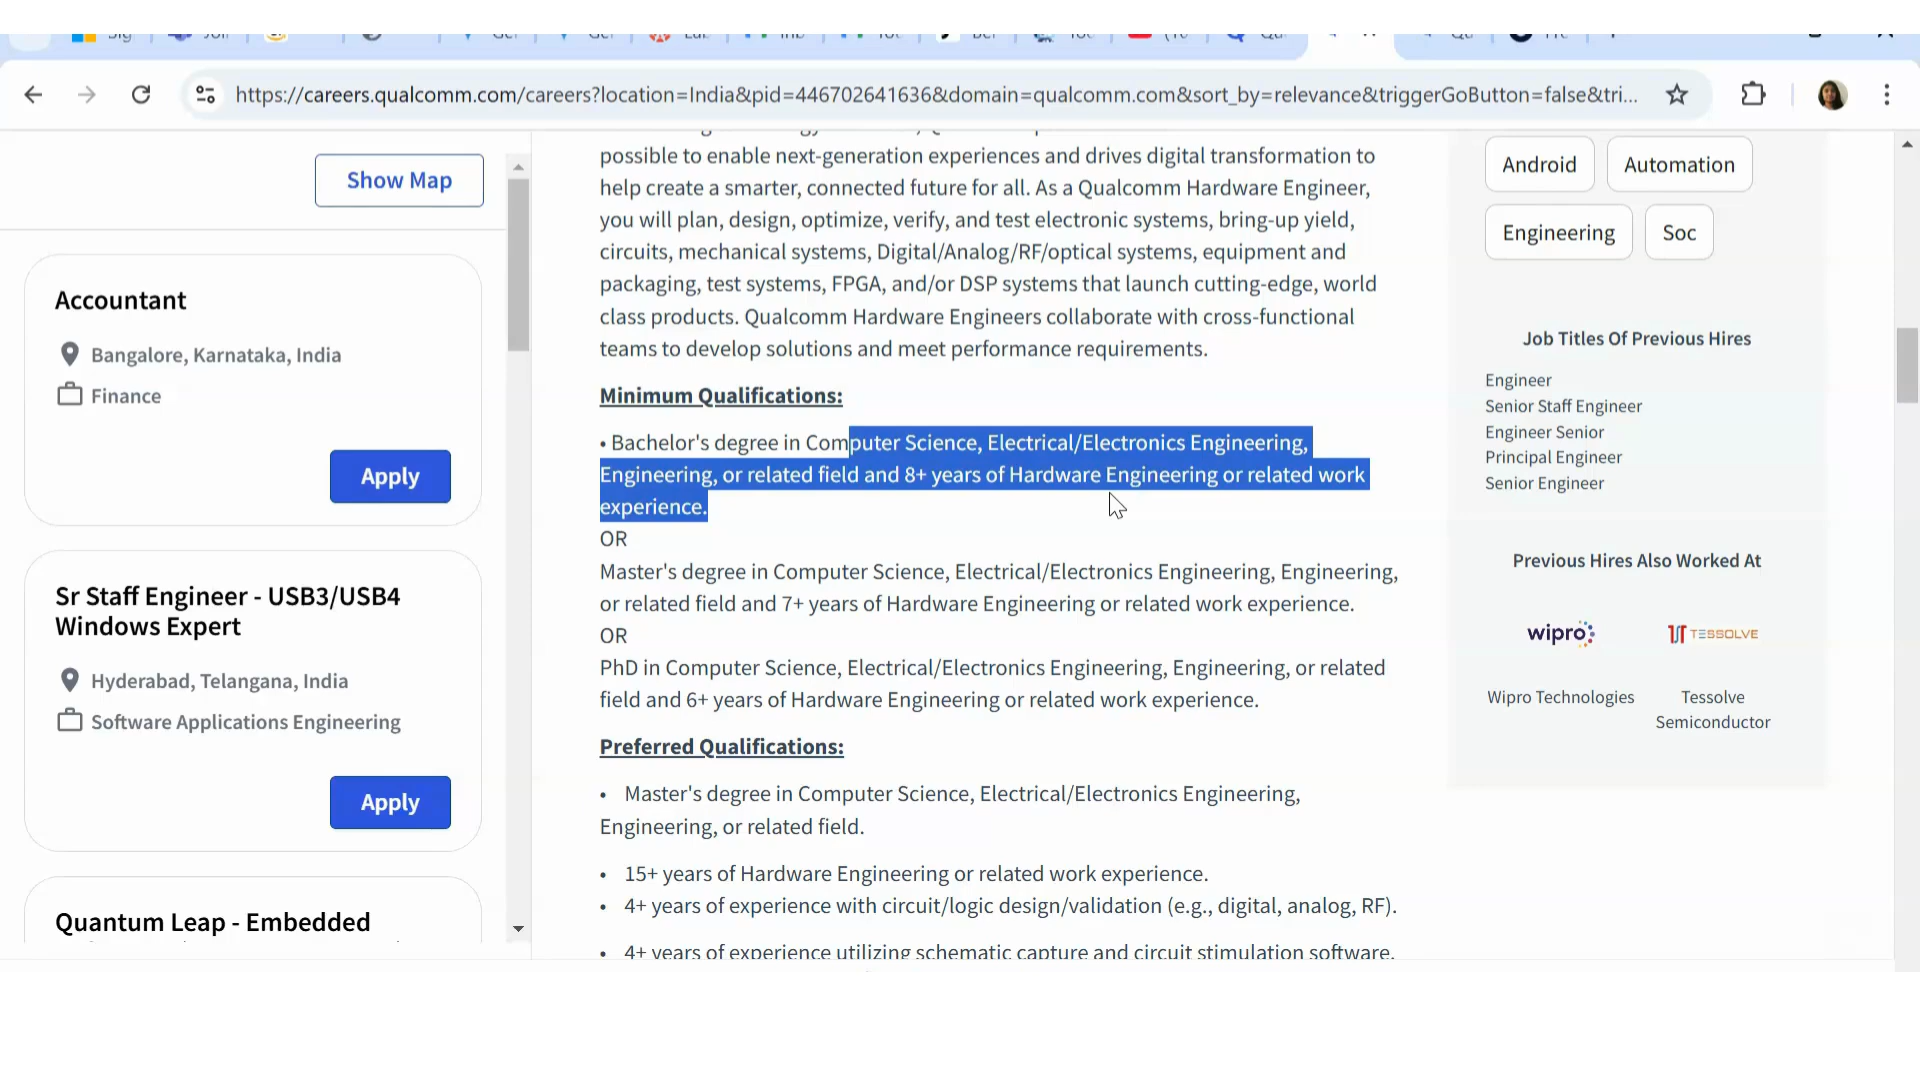 https://careers.qualcomm.com/careers?location=India&pid=446702641636&domain=qualcomm.com&sort_by=relevance&triggerGoButton=false&tri...
Show Map
Accountant
Bangalore, Karnataka, India
Finance
Apply
Sr Staff Engineer - USB3/USB4
Windows Expert
Hyderabad, Telangana, India
Software Applications Engineering
Apply
Quantum Leap - Embedded
possible to enable next-generation experiences and drives digital transformation to
help create a smarter, connected future for all. As a Qualcomm Hardware Engineer,
you will plan, design, optimize, verify, and test electronic systems, bring-up yield,
circuits, mechanical systems, Digital/Analog/RF/optical systems, equipment and
packaging, test systems, FPGA, and/or DSP systems that launch cutting-edge, world
class products. Qualcomm Hardware Engineers collaborate with cross-functional
teams to develop solutions and meet performance requirements.
Minimum Qualifications:
• Bachelor's degree in Computer Science, Electrical/Electronics Engineering,
Engineering, or related field and 8+ years of Hardware Engineering or related work
experience.
OR
Master's degree in Computer Science, Electrical/Electronics Engineering, Engineering,
or related field and 7+ years of Hardware Engineering or related work experience.
OR
PhD in Computer Science, Electrical/Electronics Engineering, Engineering, or related
field and 6+ years of Hardware Engineering or related work experience.
Preferred Qualifications:
• Master's degree in Computer Science, Electrical/Electronics Engineering,
Engineering, or related field.
• 15+ years of Hardware Engineering or related work experience.
• 4+ years of experience with circuit/logic design/validation (e.g., digital, analog, RF).
• 4+ years of experience utilizing schematic capture and circuit stimulation software.
Android
Automation
Engineering
Soc
Job Titles Of Previous Hires
Engineer
Senior Staff Engineer
Engineer Senior
Principal Engineer
Senior Engineer
Previous Hires Also Worked At
wipro
TESSOLVE
Wipro Technologies
Tessolve
Semiconductor